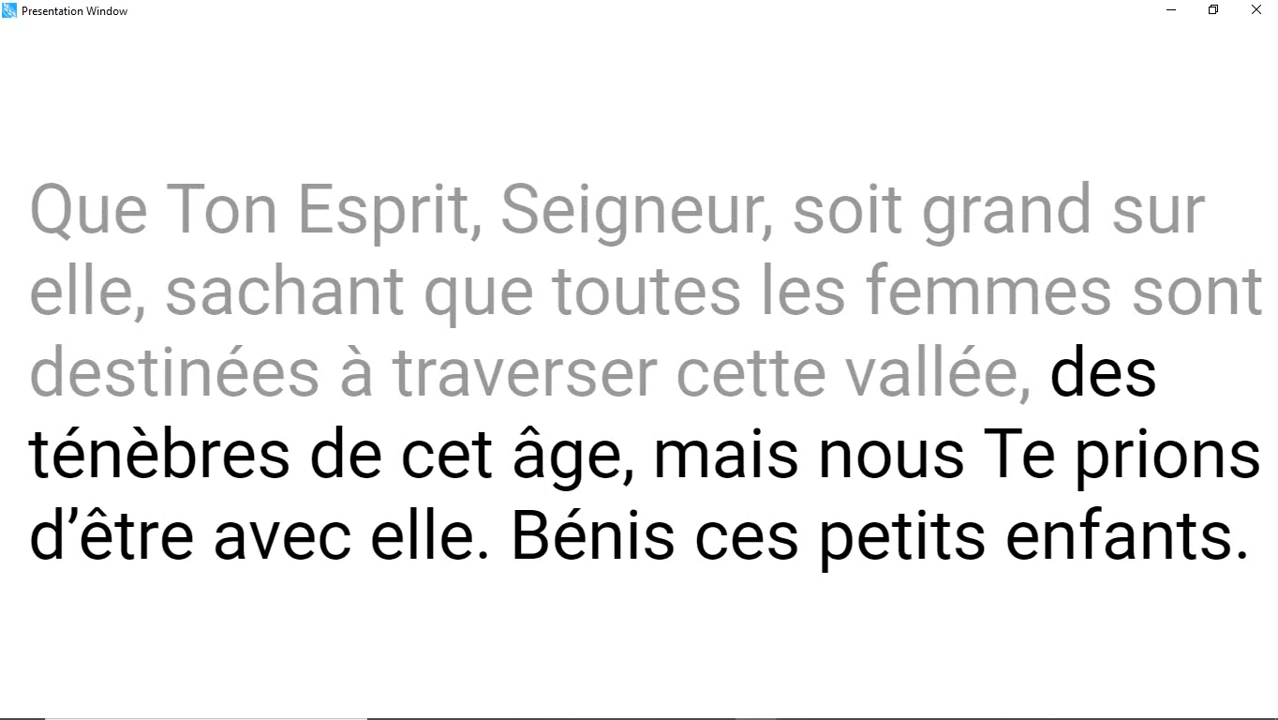 Presentation Window
Que Ton Esprit, Seigneur, soit grand sur
elle, sachant que toutes les femmes sont
destinées à traverser cette vallée, des
ténèbres de cet âge, mais nous Te prions
d’être avec elle. Bénis ces petits enfants.